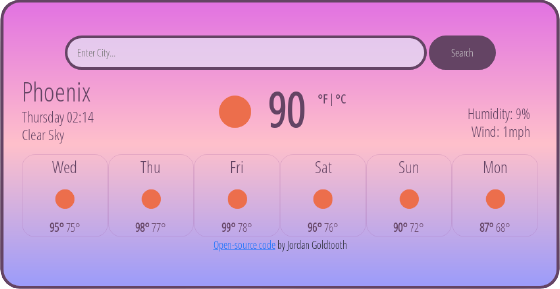 Enter City...
Search
Phoenix
Thursday 02:14
Clear Sky
90 °F | °C
Humidity: 9%
Wind: 1mph
Wed Thu Fri Sat Sun Mon
95° 75° 98° 77° 99° 78° 96° 76° 90° 72° 87° 68°
Open-source code by Jordan Goldtooth